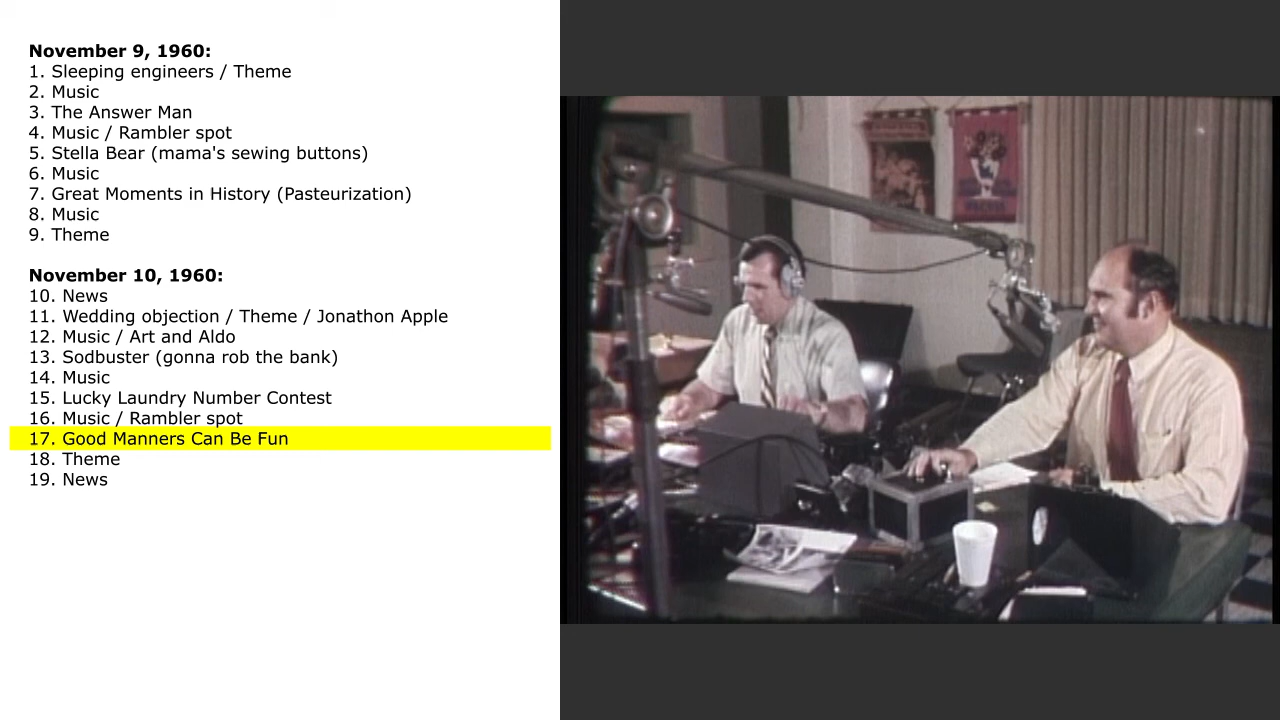 November 9, 1960:
1. Sleeping engineers / Theme
2. Music
3. The Answer Man
4. Music / Rambler spot
5. Stella Bear (mama's sewing buttons)
6. Music
7. Great Moments in History (Pasteurization)
8. Music
9. Theme
November 10, 1960:
10. News
11. Wedding objection / Theme / Jonathon Apple
12. Music / Art and Aldo
13. Sodbuster (gonna rob the bank)
14. Music
15. Lucky Laundry Number Contest
16. Music / Rambler spot
17. Good Manners Can Be Fun
18. Theme
19. News